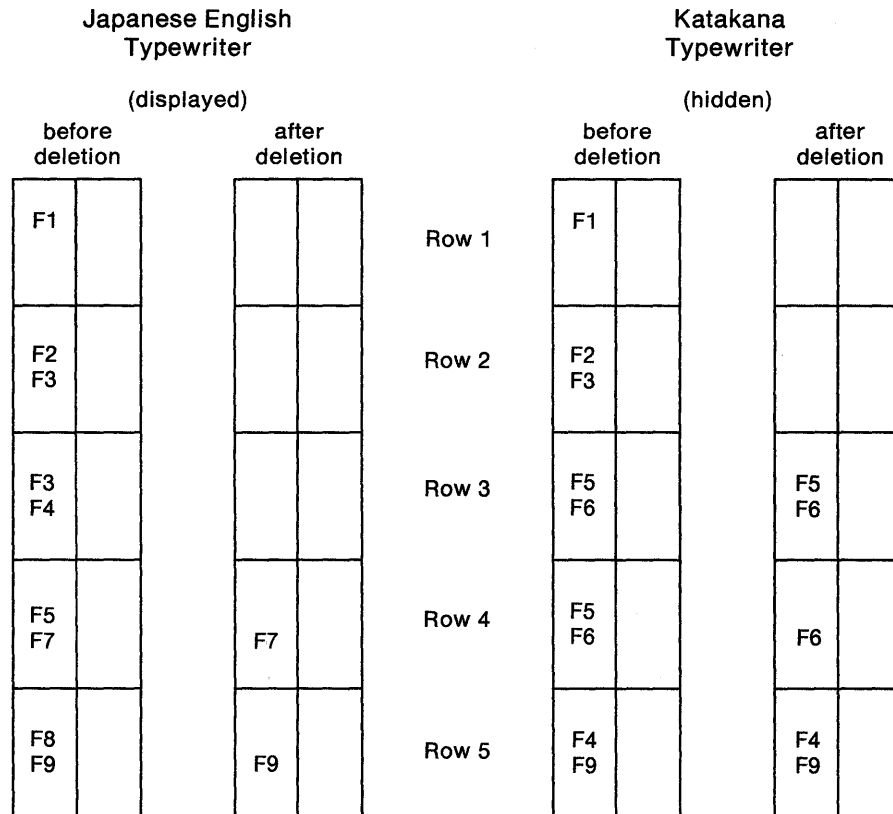 Japanese English
Typewriter
(displayed)
before
deletion
after
deletion
Katakana
Typewriter
(hidden)
before
deletion
after
deletion
F1
Row 1
F1
F2
F3
Row 2
F2
F3
F3
F4
Row 3
F5
F6
F5
F6
F5
F7
F7
Row 4
F5
F6
F6
F8
F9
F9
Row 5
F4
F9
F4
F9